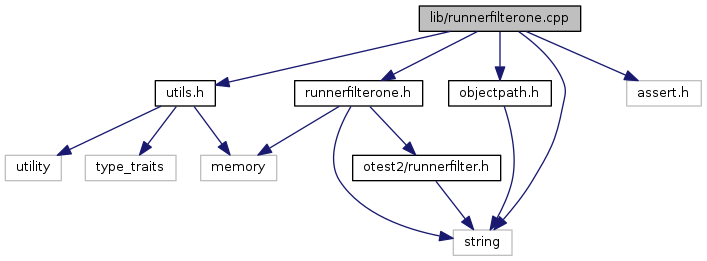 lib/runnerfilterone.cpp
utils.h
runnerfilterone.h
objectpath.h
assert.h
utility
type_traits
memory
otest2/runnerfilter.h
string